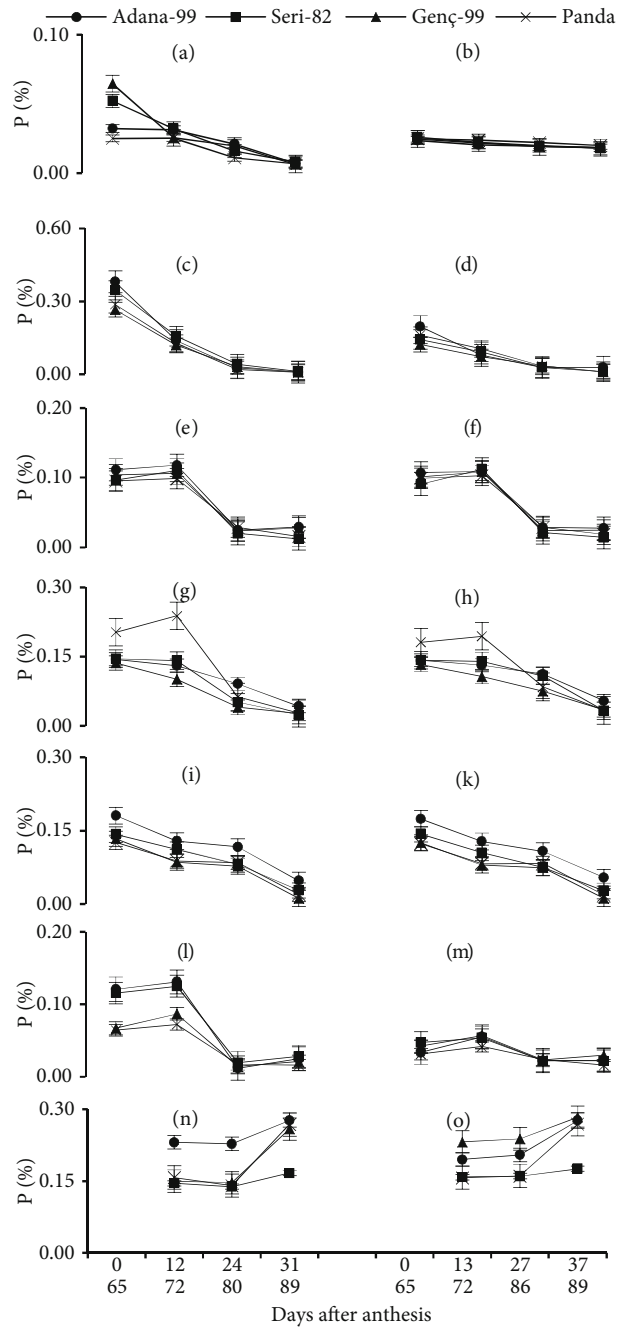 Adana-99 Seri-82 Genç-99 Panda
(a) (b)
0.10
P (%)
0.00
(c) (d)
0.60
0.30
P (%)
0.00
(e) (f)
0.20
0.10
P (%)
0.00
(g) (h)
0.30
0.15
P (%)
0.00
(i) (k)
0.30
0.15
P (%)
0.00
(l) (m)
0.20
0.10
P (%)
0.00
(n) (o)
0.30
0.15
P (%)
0.00
0 12 24 31 0 13 27 37
65 72 80 89 65 72 86 89
Days after anthesis